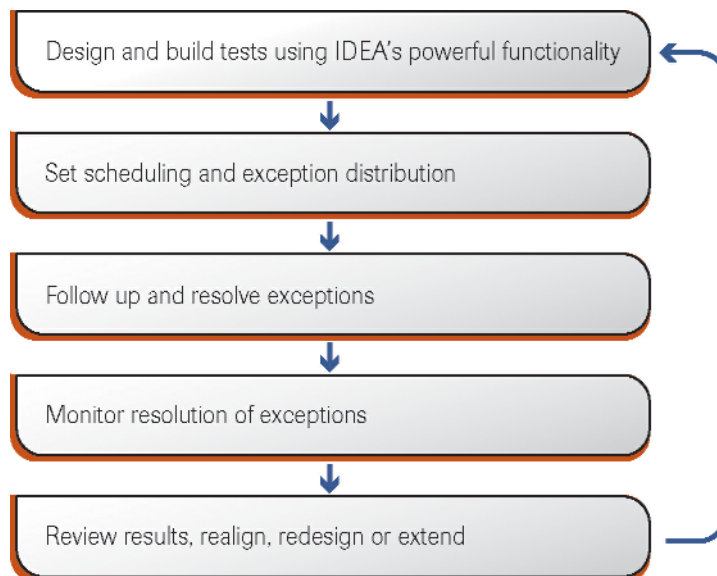 Design and build tests using IDEA's powerful functionality
Set scheduling and exception distribution
Follow up and resolve exceptions
Monitor resolution of exceptions
Review results, realign, redesign or extend